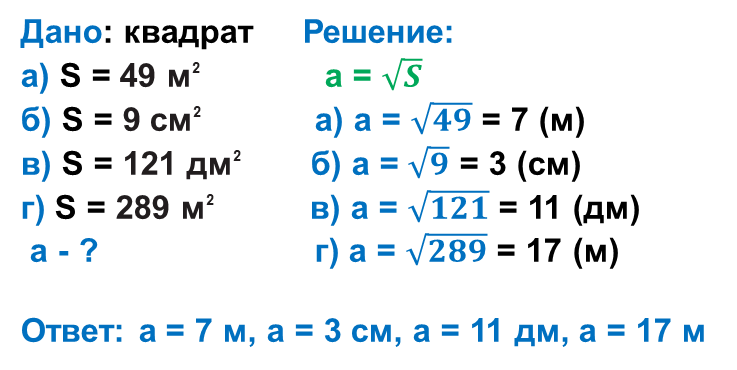 Дано: квадрат Решение:
а) S = 49 м² a = √S
б) S = 9 см² а) a = √49 = 7 (м)
в) S = 121 дм² б) a = √9 = 3 (см)
г) S = 289 м² в) a = √121 = 11 (дм)
a - ? г) a = √289 = 17 (м)
Ответ: a = 7 м, a = 3 см, a = 11 дм, a = 17 м